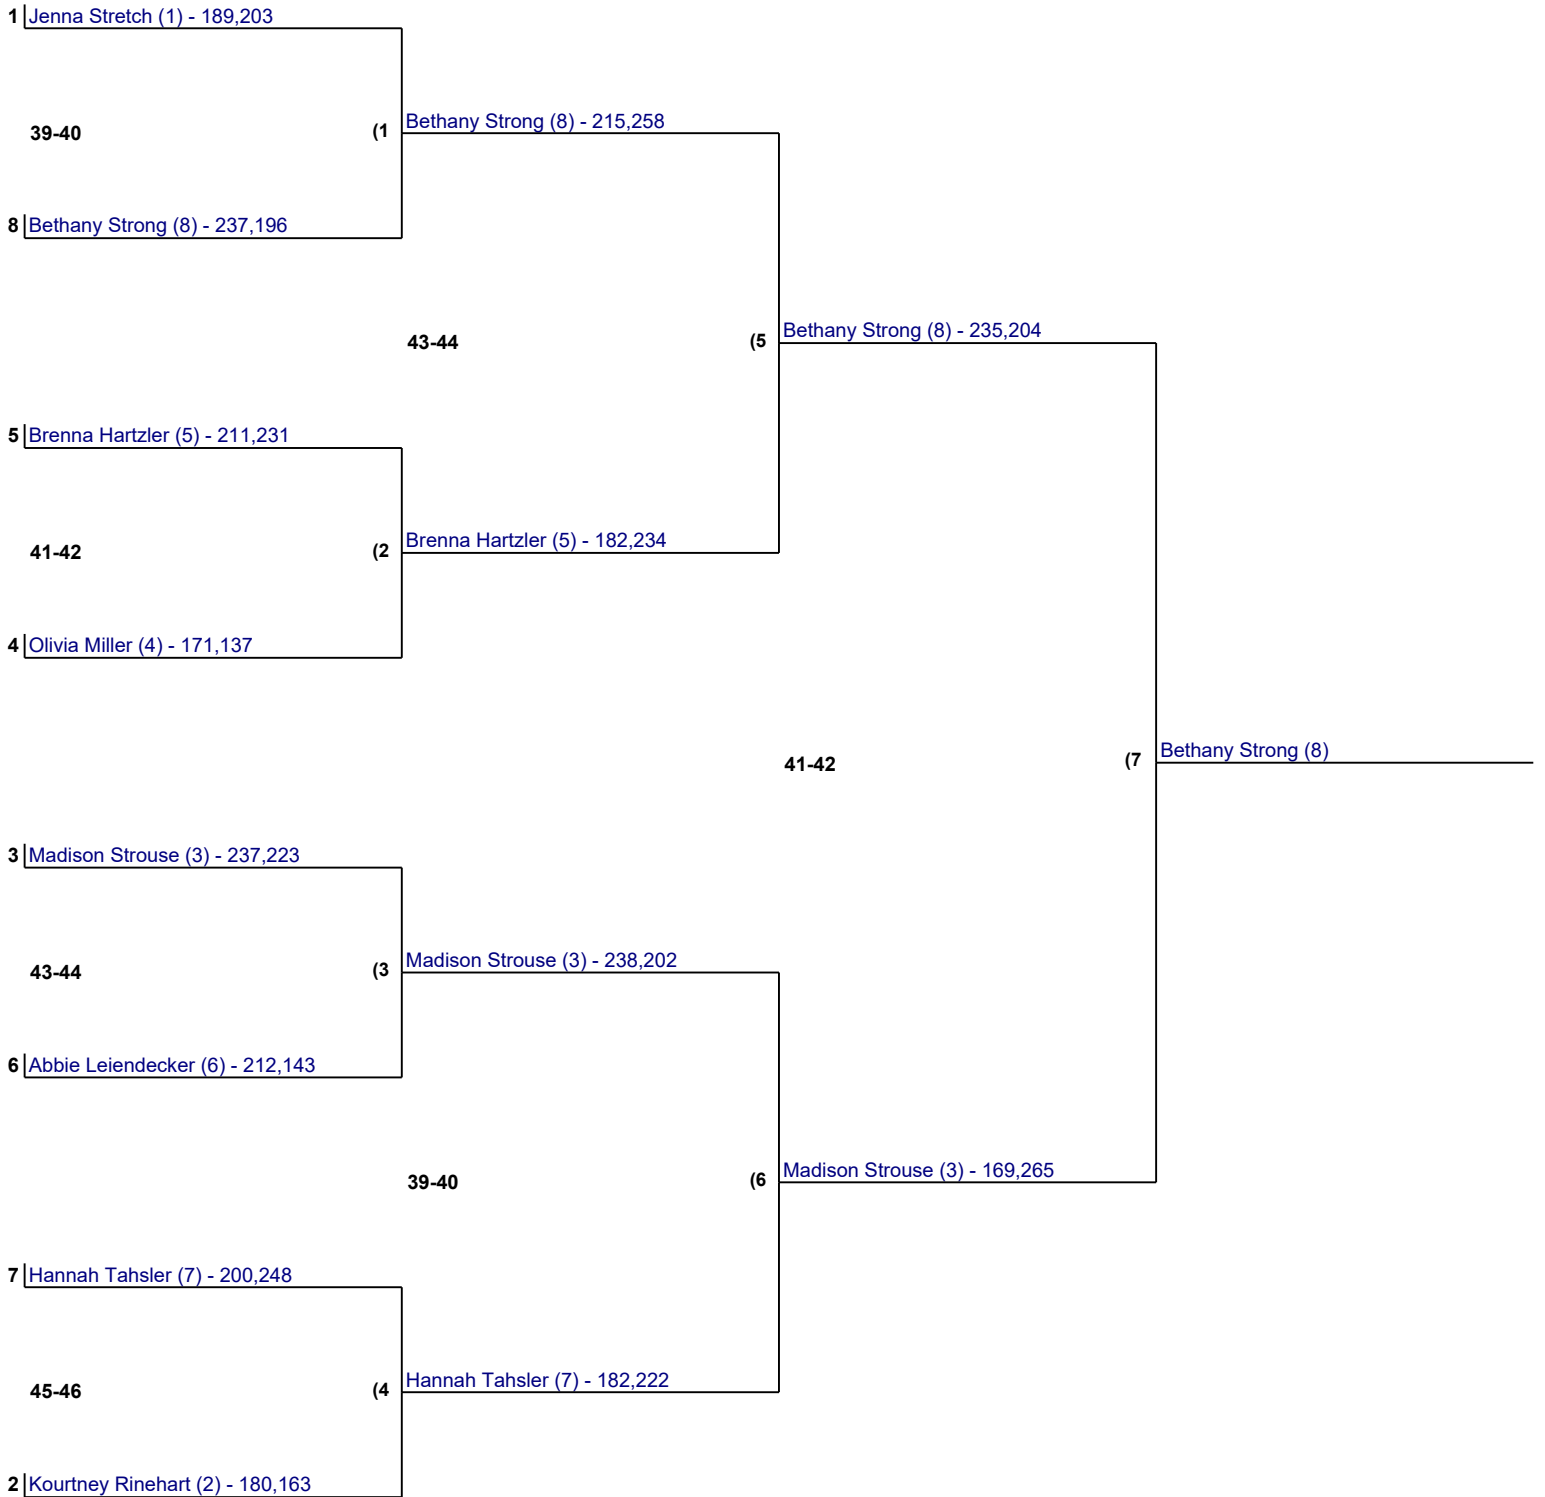 1 Jenna Stretch (1) - 189,203
39-40 (1 Bethany Strong (8) - 215,258
8 Bethany Strong (8) - 237,196
43-44 (5 Bethany Strong (8) - 235,204
5 Brenna Hartzler (5) - 211,231
41-42 (2 Brenna Hartzler (5) - 182,234
4 Olivia Miller (4) - 171,137
41-42 (7 Bethany Strong (8)
3 Madison Strouse (3) - 237,223
43-44 (3 Madison Strouse (3) - 238,202
6 Abbie Leiendecker (6) - 212,143
39-40 (6 Madison Strouse (3) - 169,265
7 Hannah Tahsler (7) - 200,248
45-46 (4 Hannah Tahsler (7) - 182,222
2 Kourtney Rinehart (2) - 180,163